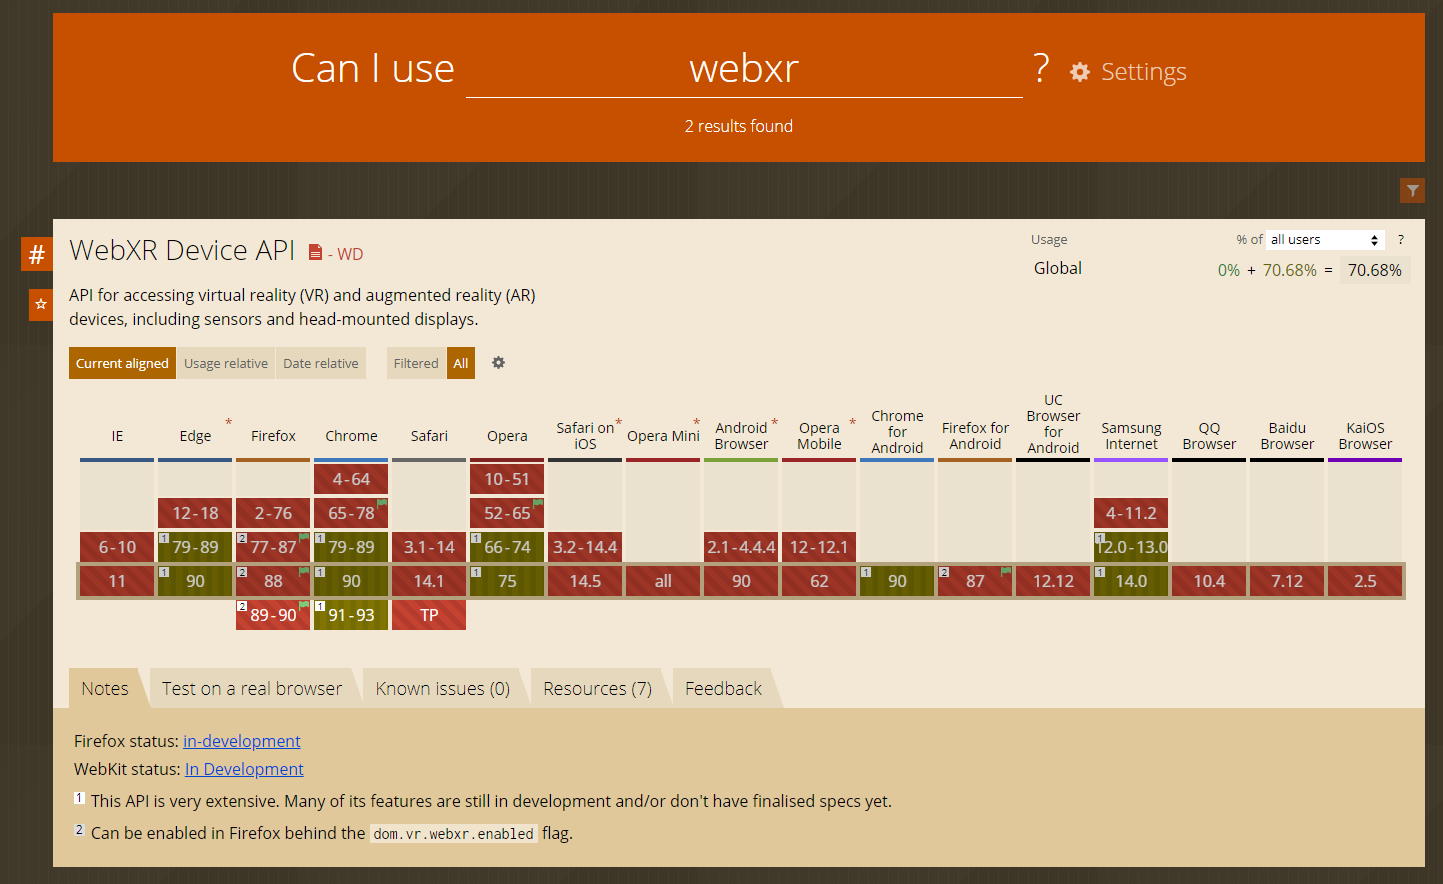 Can I use webxr ? Settings
2 results found
#
WebXR Device API - WD
Usage % of all users ?
Global 0% + 70.68% = 70.68%
API for accessing virtual reality (VR) and augmented reality (AR)
devices, including sensors and head-mounted displays.
Current aligned Usage relative Date relative Filtered All
IE
Edge *
Firefox
Chrome
Safari
Opera
Safari on *
iOS
Opera Mini *
Android *
Browser
Opera *
Mobile
Chrome
for
Android
Firefox for
Android
UC
Browser
for
Android
Samsung
Internet
QQ
Browser
Baidu
Browser
KaiOS
Browser
4-64 10-51
12-18 2-76 65-78 52-65 4-11.2
6-10 1 79-89 2 77-87 1 79-89 3.1-14 1 66-74 3.2-14.4 2.1-4.4.4 12-12.1 1 12.0-13.0
11 1 90 2 88 1 90 14.1 1 75 14.5 all 90 62 1 90 2 87 12.12 1 14.0 10.4 7.12 2.5
2 89-90 1 91-93 TP
Notes Test on a real browser Known issues (0) Resources (7) Feedback
Firefox status: in-development
WebKit status: In Development
1 This API is very extensive. Many of its features are still in development and/or don't have finalised specs yet.
2 Can be enabled in Firefox behind the dom.vr.webxr.enabled flag.